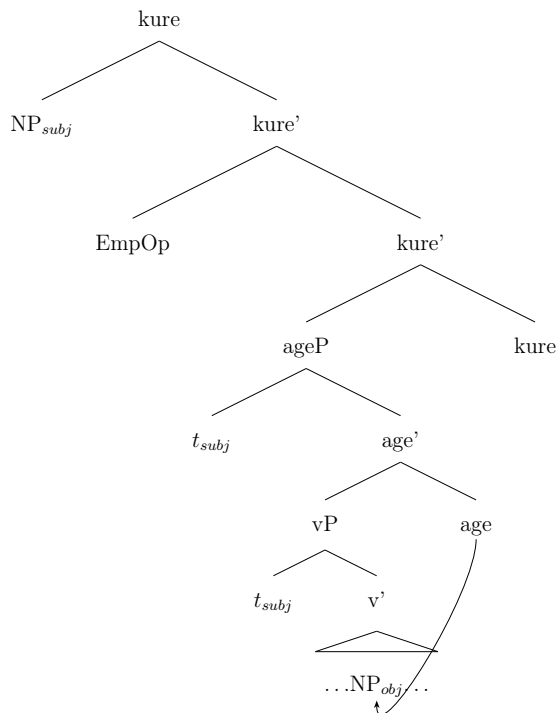 kure
NP_subj kure'
EmpOp kure'
ageP kure
t_subj age'
vP age
t_subj v'
...NP_obj...